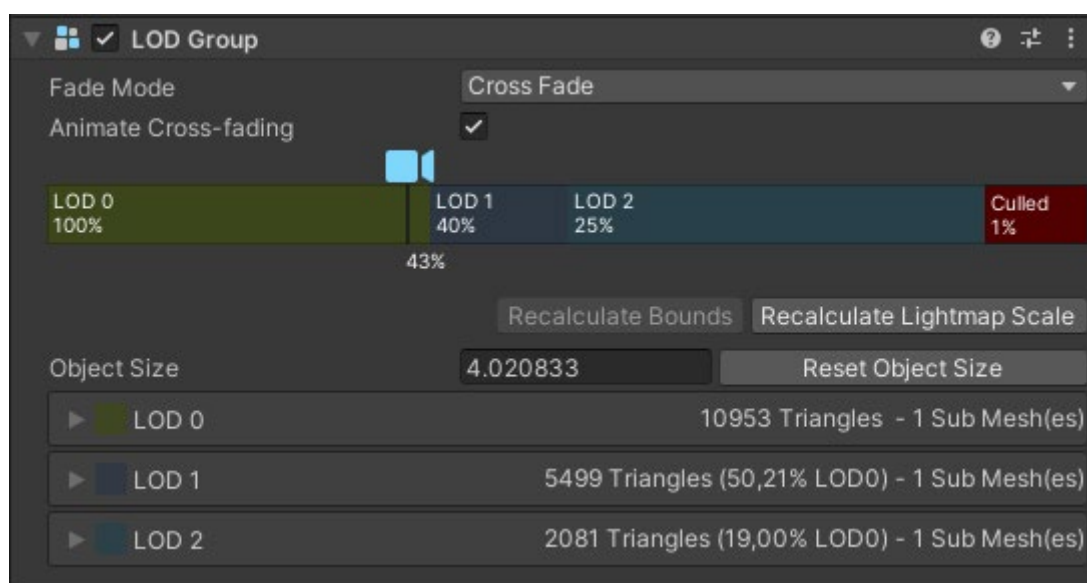 LOD Group
Fade Mode Cross Fade
Animate Cross-fading
LOD 0 LOD 1 LOD 2 Culled
100% 40% 25% 1%
43%
Recalculate Bounds Recalculate Lightmap Scale
Object Size 4.020833 Reset Object Size
LOD 0 10953 Triangles - 1 Sub Mesh(es)
LOD 1 5499 Triangles (50,21% LOD0) - 1 Sub Mesh(es)
LOD 2 2081 Triangles (19,00% LOD0) - 1 Sub Mesh(es)